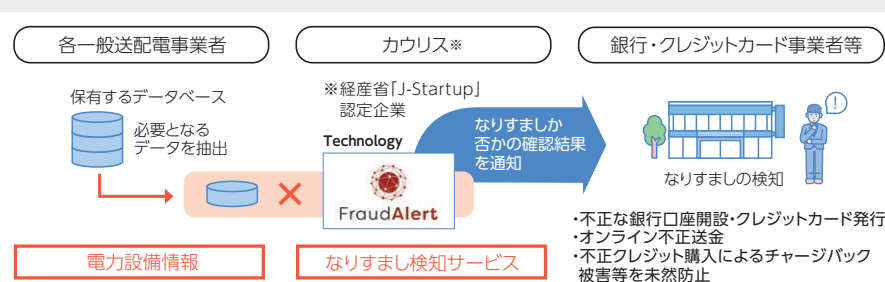 各一般送配電事業者
保有するデータベース
必要となる
データを抽出
電力設備情報
カウリス※
※経産省「J-Startup」
認定企業
Technology
FraudAlert
なりすまし検知サービス
なりすましか
否かの確認結果
を通知
銀行・クレジットカード事業者等
なりすましの検知
・不正な銀行口座開設・クレジットカード発行
・オンライン不正送金
・不正クレジット購入によるチャージバック
被害等を未然防止